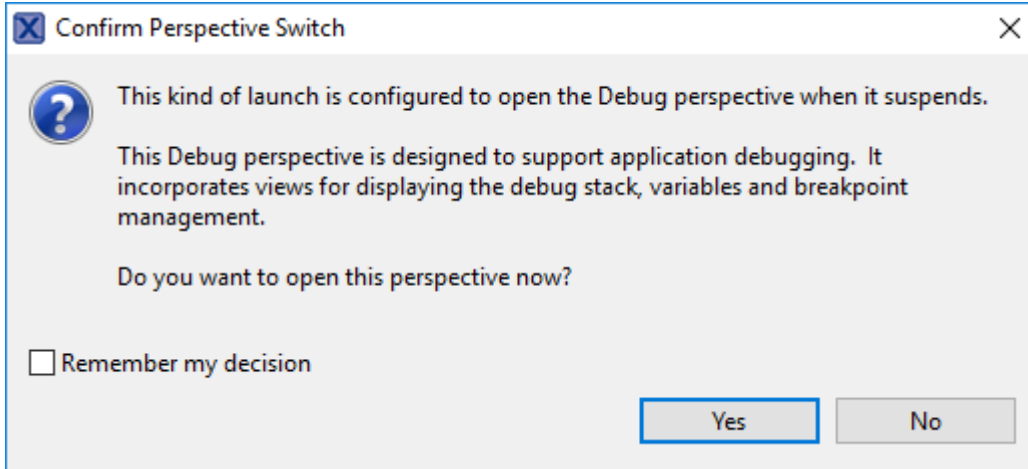 Confirm Perspective Switch
This kind of launch is configured to open the Debug perspective when it suspends.
This Debug perspective is designed to support application debugging.  It
incorporates views for displaying the debug stack, variables and breakpoint
management.
Do you want to open this perspective now?
Remember my decision
Yes
No